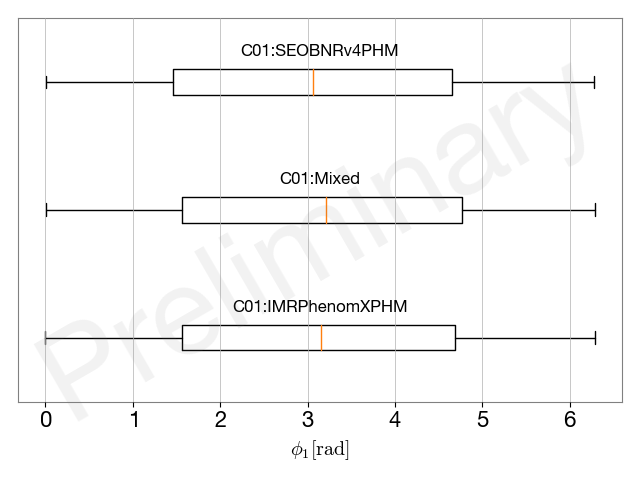 C01:SEOBNRv4PHM
C01:Mixed
C01:IMRPhenomXPHM
Preliminary
0 1 2 3 4 5 6
ϕ₁[rad]